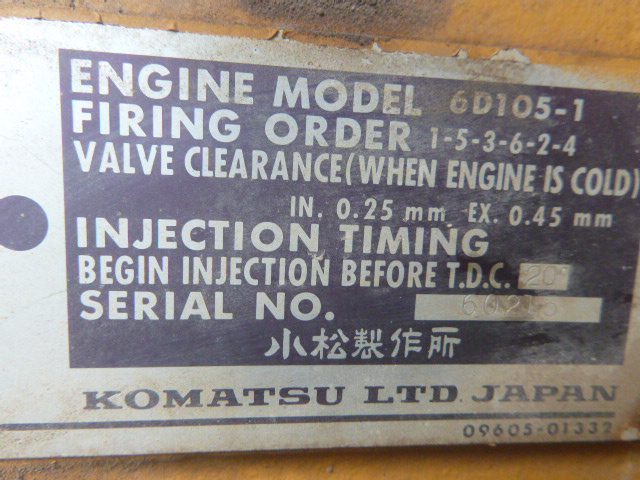 ENGINE MODEL 6D105-1
FIRING ORDER 1-5-3-6-2-4
VALVE CLEARANCE (WHEN ENGINE IS COLD)
IN. 0.25 mm EX. 0.45 mm
INJECTION TIMING
BEGIN INJECTION BEFORE T.D.C. 20°
SERIAL NO.
小松製作所
KOMATSU LTD. JAPAN
09605-01332